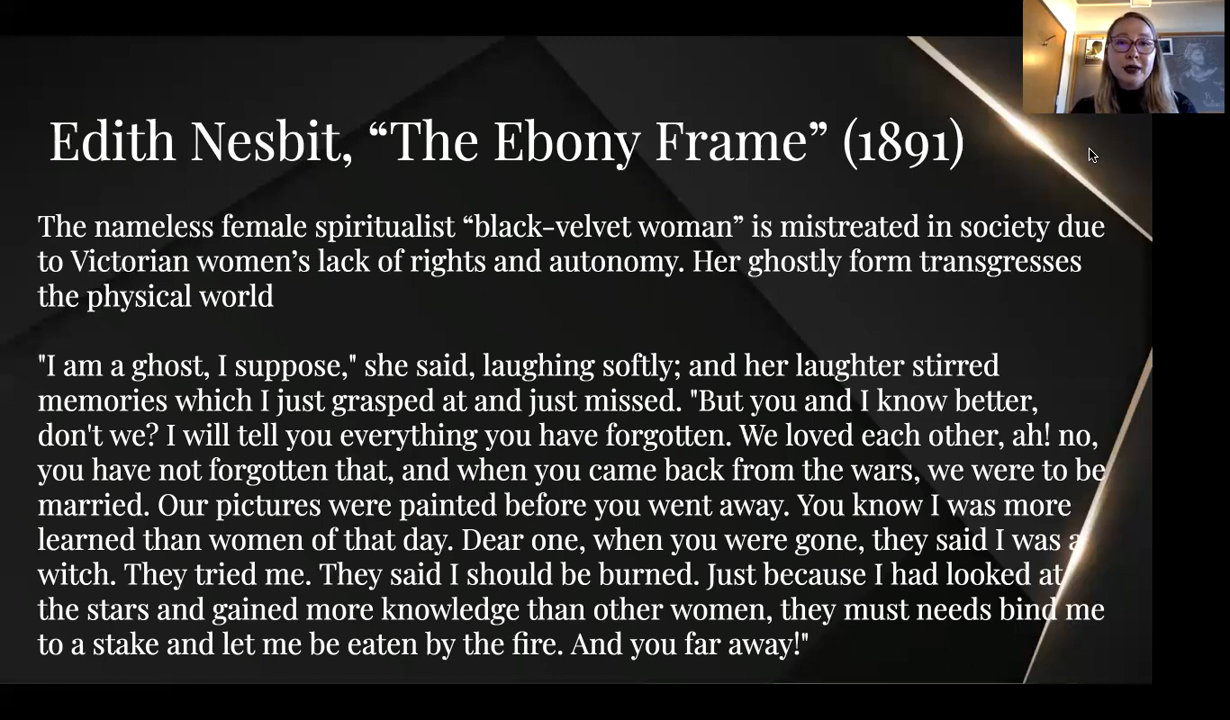 Edith Nesbit, “The Ebony Frame” (1891)
The nameless female spiritualist “black-velvet woman” is mistreated in society due
to Victorian women’s lack of rights and autonomy. Her ghostly form transgresses
the physical world
"I am a ghost, I suppose," she said, laughing softly; and her laughter stirred
memories which I just grasped at and just missed. "But you and I know better,
don't we? I will tell you everything you have forgotten. We loved each other, ah! no,
you have not forgotten that, and when you came back from the wars, we were to be
married. Our pictures were painted before you went away. You know I was more
learned than women of that day. Dear one, when you were gone, they said I was a
witch. They tried me. They said I should be burned. Just because I had looked at
the stars and gained more knowledge than other women, they must needs bind me
to a stake and let me be eaten by the fire. And you far away!"